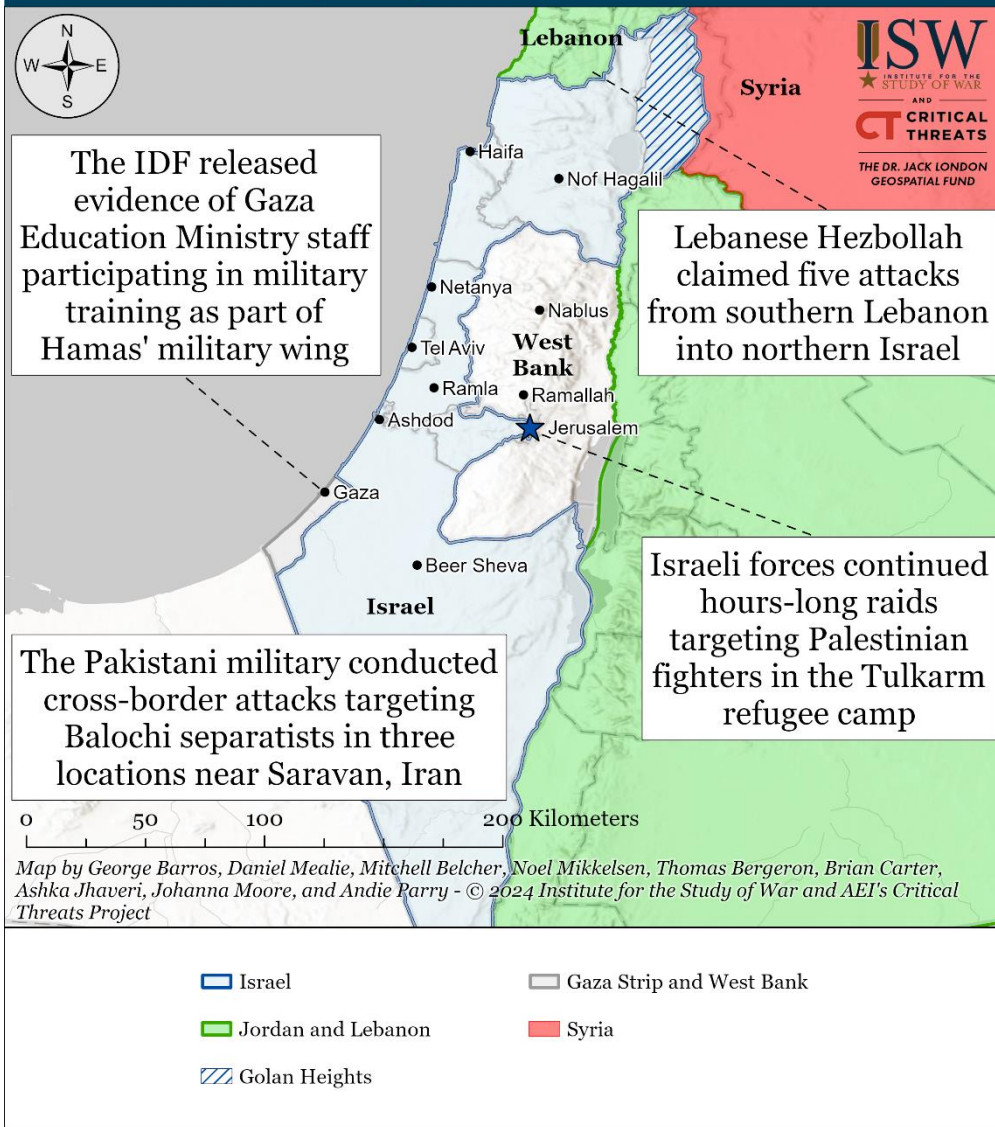 N
W E
S
Lebanon
Syria
ISW
INSTITUTE FOR THE
STUDY OF WAR
AND
CT CRITICAL
THREATS
THE DR. JACK LONDON
GEOSPATIAL FUND
The IDF released
evidence of Gaza
Education Ministry staff
participating in military
training as part of
Hamas' military wing
Haifa
Nof Hagalil
Lebanese Hezbollah
claimed five attacks
from southern Lebanon
into northern Israel
Netanya
Nablus
Tel Aviv
West
Bank
Ramla
Ramallah
Ashdod
Jerusalem
Gaza
Beer Sheva
Israel
Israeli forces continued
hours-long raids
targeting Palestinian
fighters in the Tulkarm
refugee camp
The Pakistani military conducted
cross-border attacks targeting
Balochi separatists in three
locations near Saravan, Iran
0 50 100 200 Kilometers
Map by George Barros, Daniel Mealie, Mitchell Belcher, Noel Mikkelsen, Thomas Bergeron, Brian Carter,
Ashka Jhaveri, Johanna Moore, and Andie Parry - © 2024 Institute for the Study of War and AEI's Critical
Threats Project
Israel
Gaza Strip and West Bank
Jordan and Lebanon
Syria
Golan Heights